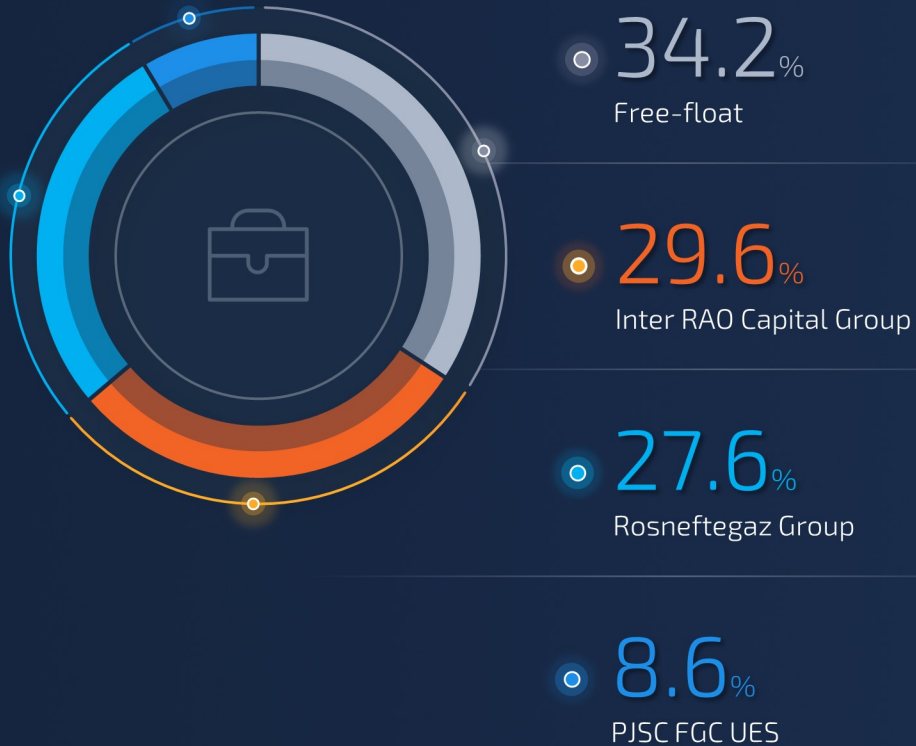 34.2%
Free-float
29.6%
Inter RAO Capital Group
27.6%
Rosneftegaz Group
8.6%
PJSC FGC UES